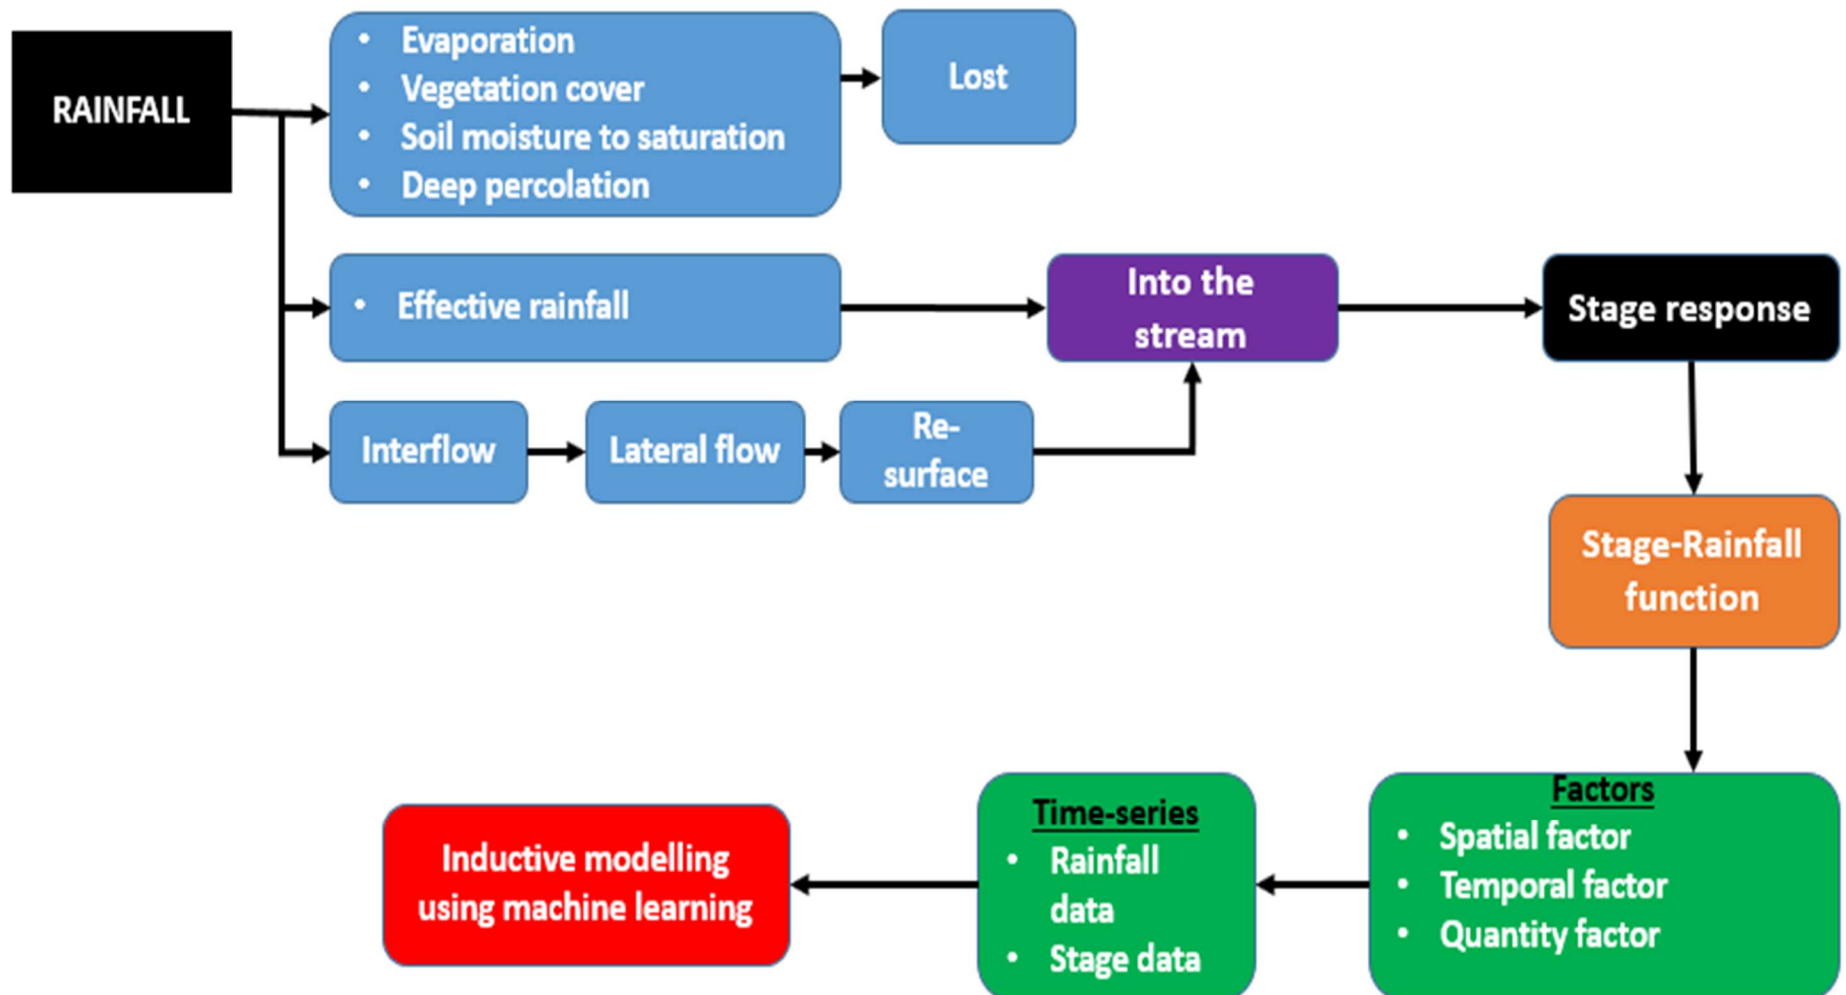 RAINFALL
• Evaporation
• Vegetation cover
• Soil moisture to saturation
• Deep percolation
Lost
• Effective rainfall
Into the
stream
Stage response
Interflow
Lateral flow
Re-
surface
Stage-Rainfall
function
Factors
• Spatial factor
• Temporal factor
• Quantity factor
Time-series
• Rainfall
data
• Stage data
Inductive modelling
using machine learning